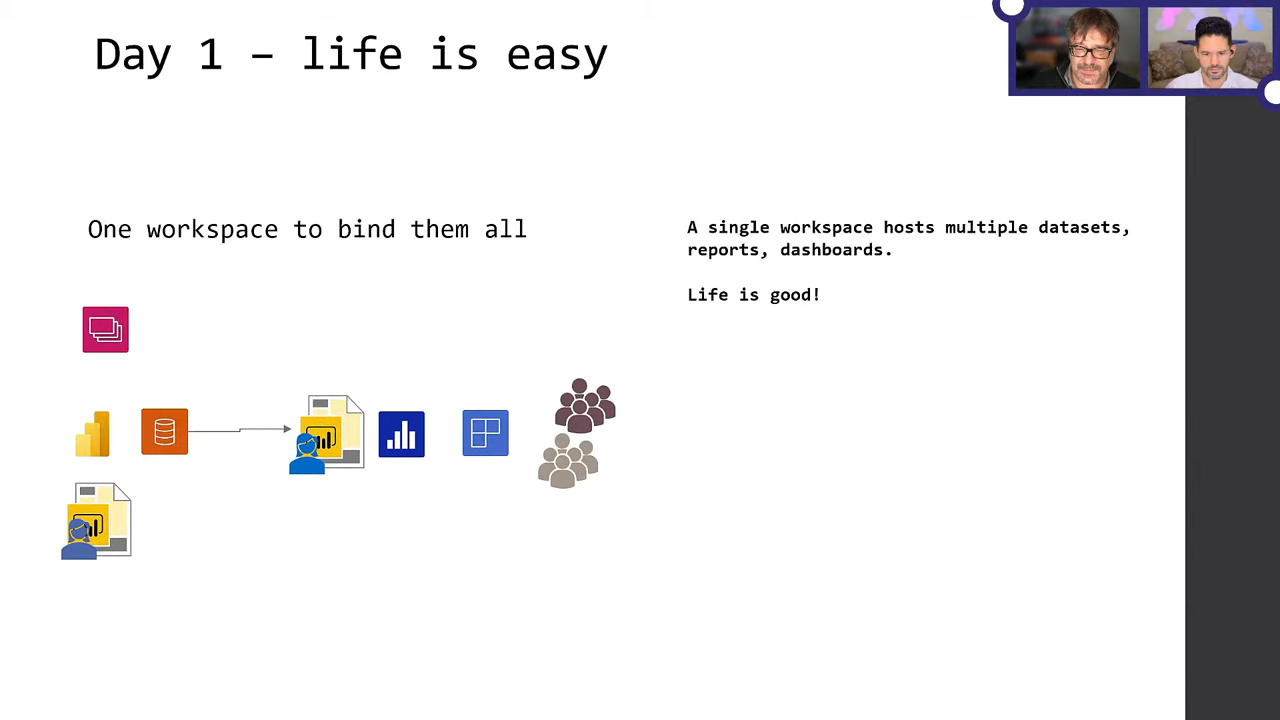 Day 1 – life is easy
One workspace to bind them all
A single workspace hosts multiple datasets,
reports, dashboards.
Life is good!